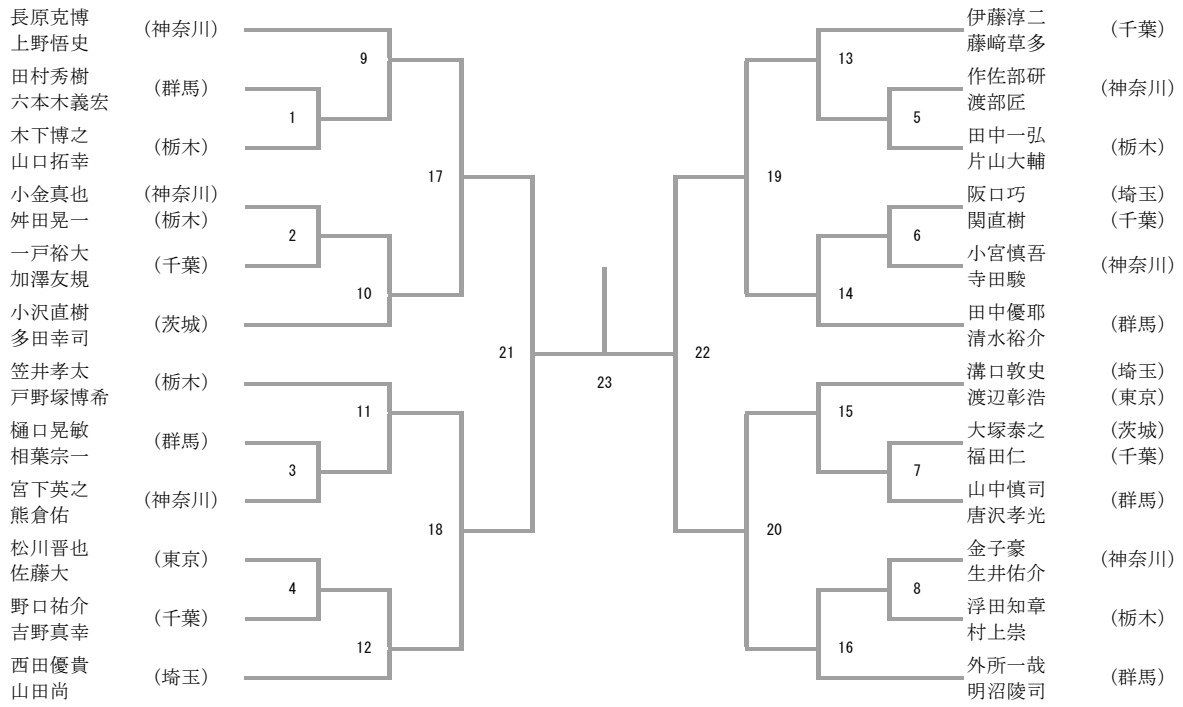 長原克博
上野悟史
(神奈川)
田村秀樹
六本木義宏
(群馬)
木下博之
山口拓幸
(栃木)
小金真也 (神奈川)
舛田晃一 (栃木)
一戸裕大
加澤友規
(千葉)
小沢直樹
多田幸司
(茨城)
笠井孝太
戸野塚博希
(栃木)
樋口晃敏
相葉宗一
(群馬)
宮下英之
熊倉佑
(神奈川)
松川晋也
佐藤大
(東京)
野口祐介
吉野真幸
(千葉)
西田優貴
山田尚
(埼玉)
9
1
17
2
10
21
11
3
18
4
12
23
伊藤淳二
藤﨑草多
(千葉)
作佐部研
渡部匠
(神奈川)
田中一弘
片山大輔
(栃木)
阪口巧 (埼玉)
関直樹 (千葉)
小宮慎吾
寺田駿
(神奈川)
田中優耶
清水裕介
(群馬)
溝口敦史 (埼玉)
渡辺彰浩 (東京)
大塚泰之 (茨城)
福田仁 (千葉)
山中慎司
唐沢孝光
(群馬)
金子豪
生井佑介
(神奈川)
浮田知章
村上崇
(栃木)
外所一哉
明沼陵司
(群馬)
13
5
19
6
14
22
15
7
20
8
16